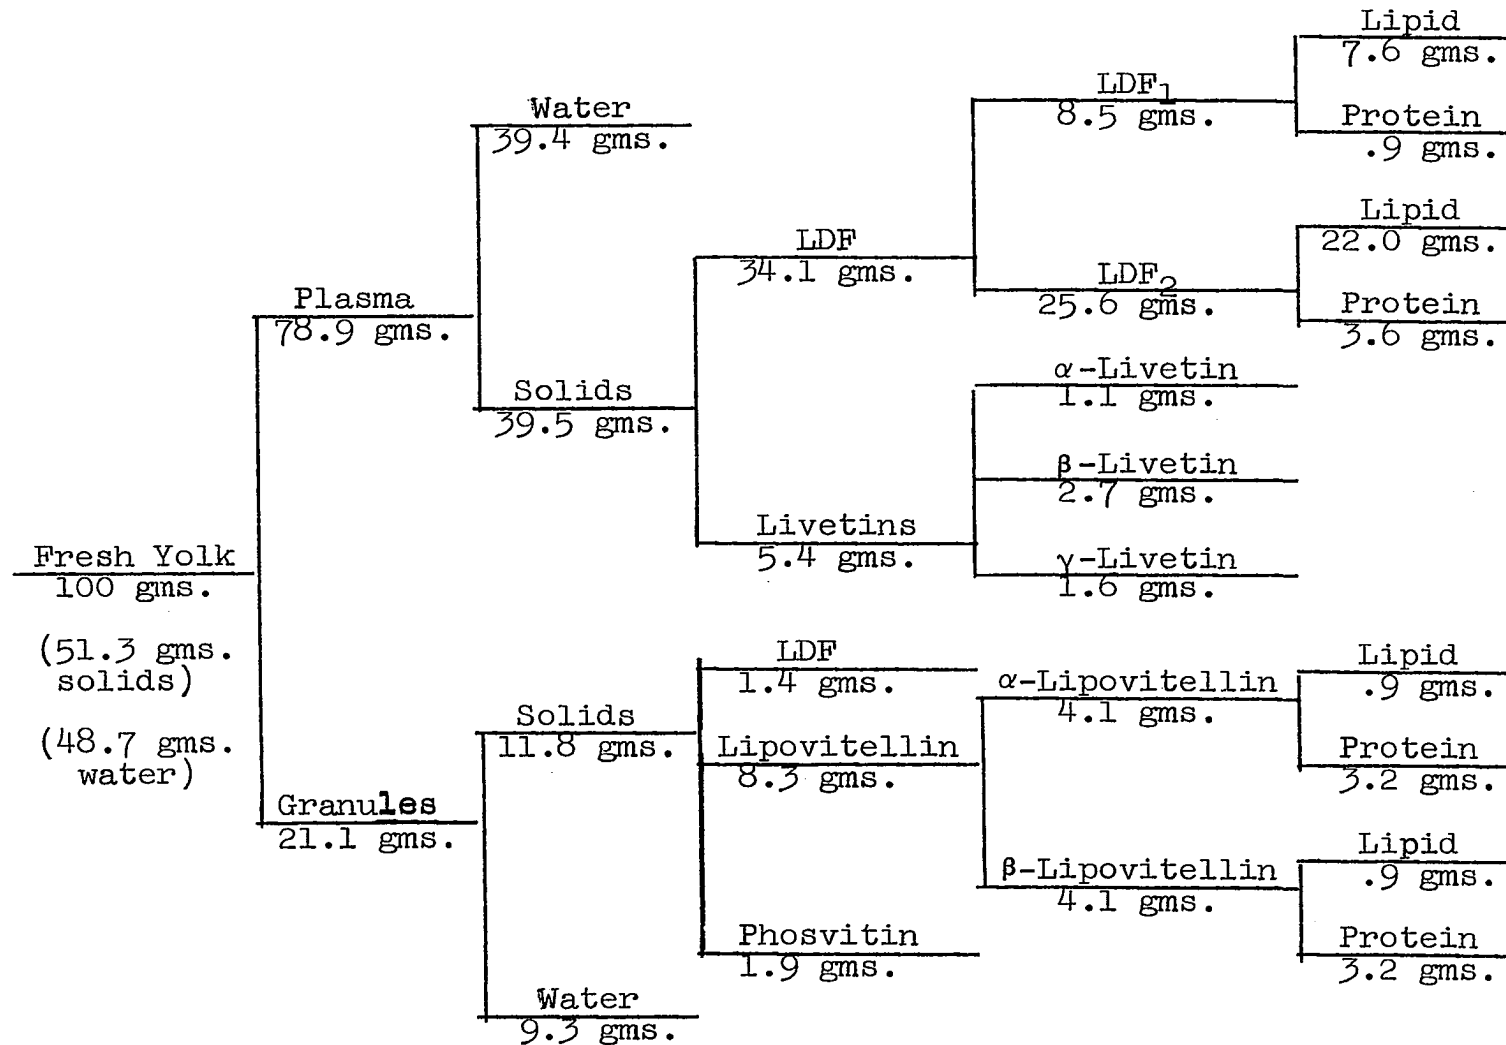 Fresh Yolk
100 gms.
(51.3 gms.
solids)
(48.7 gms.
water)
Plasma
78.9 gms.
Granules
21.1 gms.
Water
39.4 gms.
Solids
39.5 gms.
Solids
11.8 gms.
Water
9.3 gms.
LDF
34.1 gms.
Livetins
5.4 gms.
LDF
1.4 gms.
Lipovitellin
8.3 gms.
Phosvitin
1.9 gms.
LDF₁
8.5 gms.
LDF₂
25.6 gms.
α-Livetin
1.1 gms.
β-Livetin
2.7 gms.
γ-Livetin
1.6 gms.
α-Lipovitellin
4.1 gms.
β-Lipovitellin
4.1 gms.
Lipid
7.6 gms.
Protein
.9 gms.
Lipid
22.0 gms.
Protein
3.6 gms.
Lipid
.9 gms.
Protein
3.2 gms.
Lipid
.9 gms.
Protein
3.2 gms.